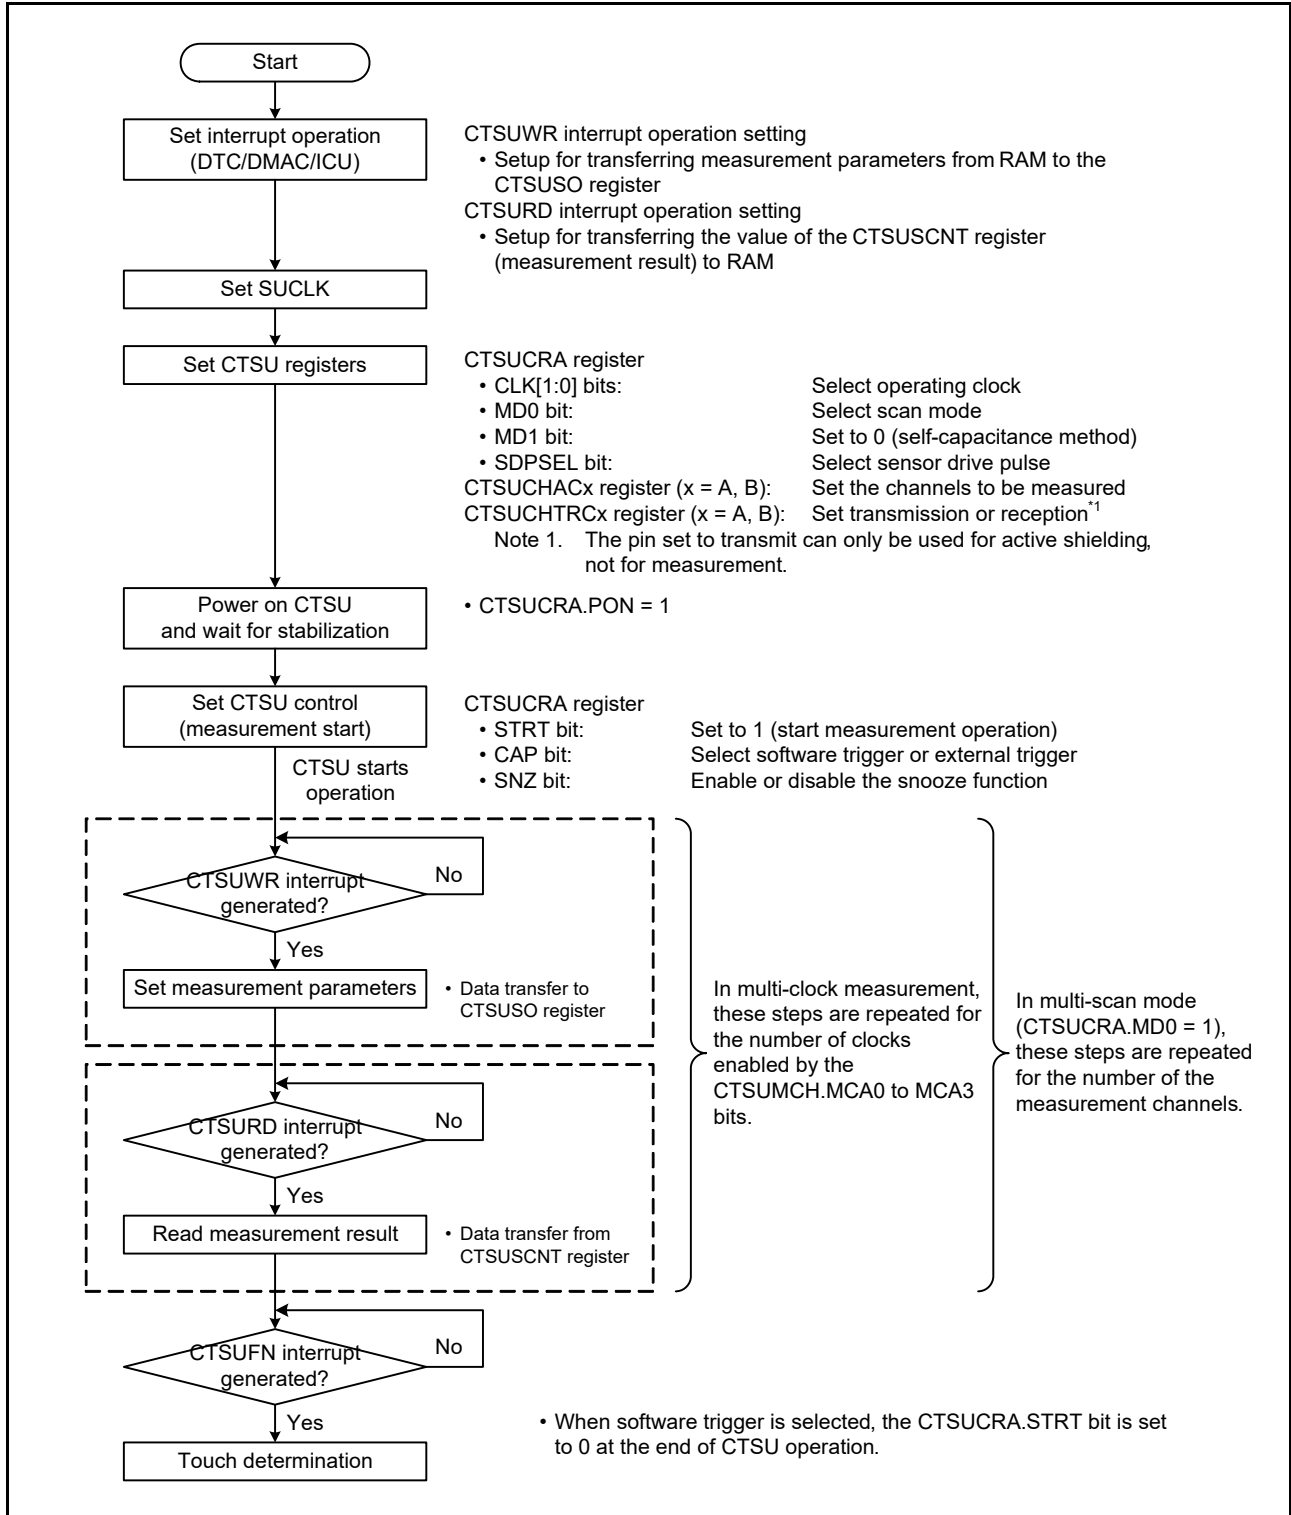 Start
Set interrupt operation
(DTC/DMAC/ICU)
CTSUWR interrupt operation setting
• Setup for transferring measurement parameters from RAM to the
CTSUSO register
CTSURD interrupt operation setting
• Setup for transferring the value of the CTSUSCNT register
(measurement result) to RAM
Set SUCLK
Set CTSU registers
CTSUCRA register
• CLK[1:0] bits: Select operating clock
• MD0 bit: Select scan mode
• MD1 bit: Set to 0 (self-capacitance method)
• SDPSEL bit: Select sensor drive pulse
CTSUCHACx register (x = A, B): Set the channels to be measured
CTSUCHTRCx register (x = A, B): Set transmission or reception*1
Note 1. The pin set to transmit can only be used for active shielding,
not for measurement.
Power on CTSU
and wait for stabilization
• CTSUCRA.PON = 1
Set CTSU control
(measurement start)
CTSUCRA register
• STRT bit: Set to 1 (start measurement operation)
• CAP bit: Select software trigger or external trigger
• SNZ bit: Enable or disable the snooze function
CTSU starts
operation
CTSUWR interrupt
generated?
No
Yes
Set measurement parameters
• Data transfer to
CTSUSO register
CTSURD interrupt
generated?
No
Yes
Read measurement result
• Data transfer from
CTSUSCNT register
In multi-clock measurement,
these steps are repeated for
the number of clocks
enabled by the
CTSUMCH.MCA0 to MCA3
bits.
In multi-scan mode
(CTSUCRA.MD0 = 1),
these steps are repeated
for the number of the
measurement channels.
CTSUFN interrupt
generated?
No
Yes
Touch determination
• When software trigger is selected, the CTSUCRA.STRT bit is set
to 0 at the end of CTSU operation.